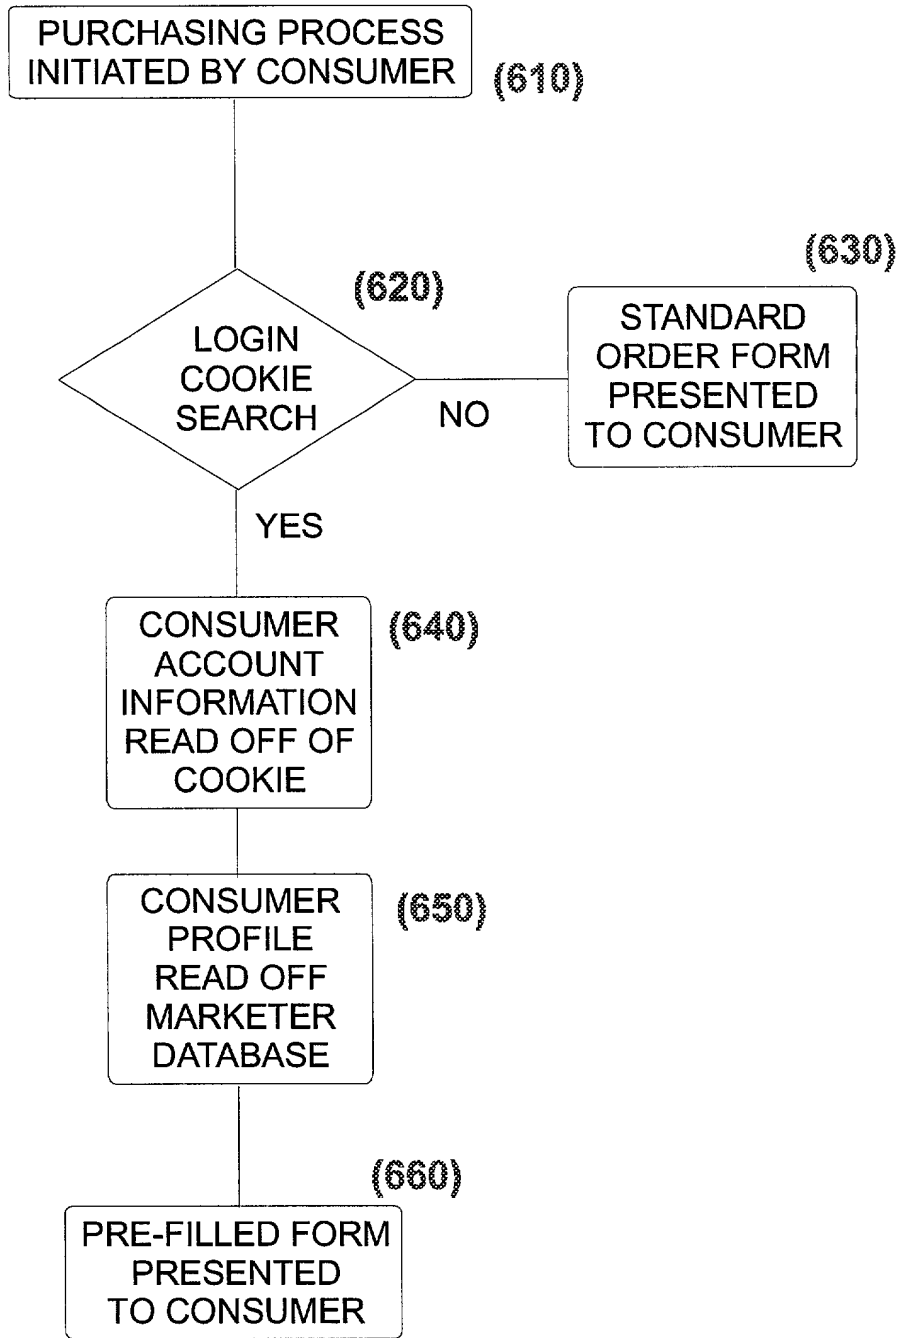 PURCHASING PROCESS
INITIATED BY CONSUMER
(610)
(620)
LOGIN
COOKIE
SEARCH
NO
(630)
STANDARD
ORDER FORM
PRESENTED
TO CONSUMER
YES
CONSUMER
ACCOUNT
INFORMATION
READ OFF OF
COOKIE
(640)
CONSUMER
PROFILE
READ OFF
MARKETER
DATABASE
(650)
(660)
PRE-FILLED FORM
PRESENTED
TO CONSUMER